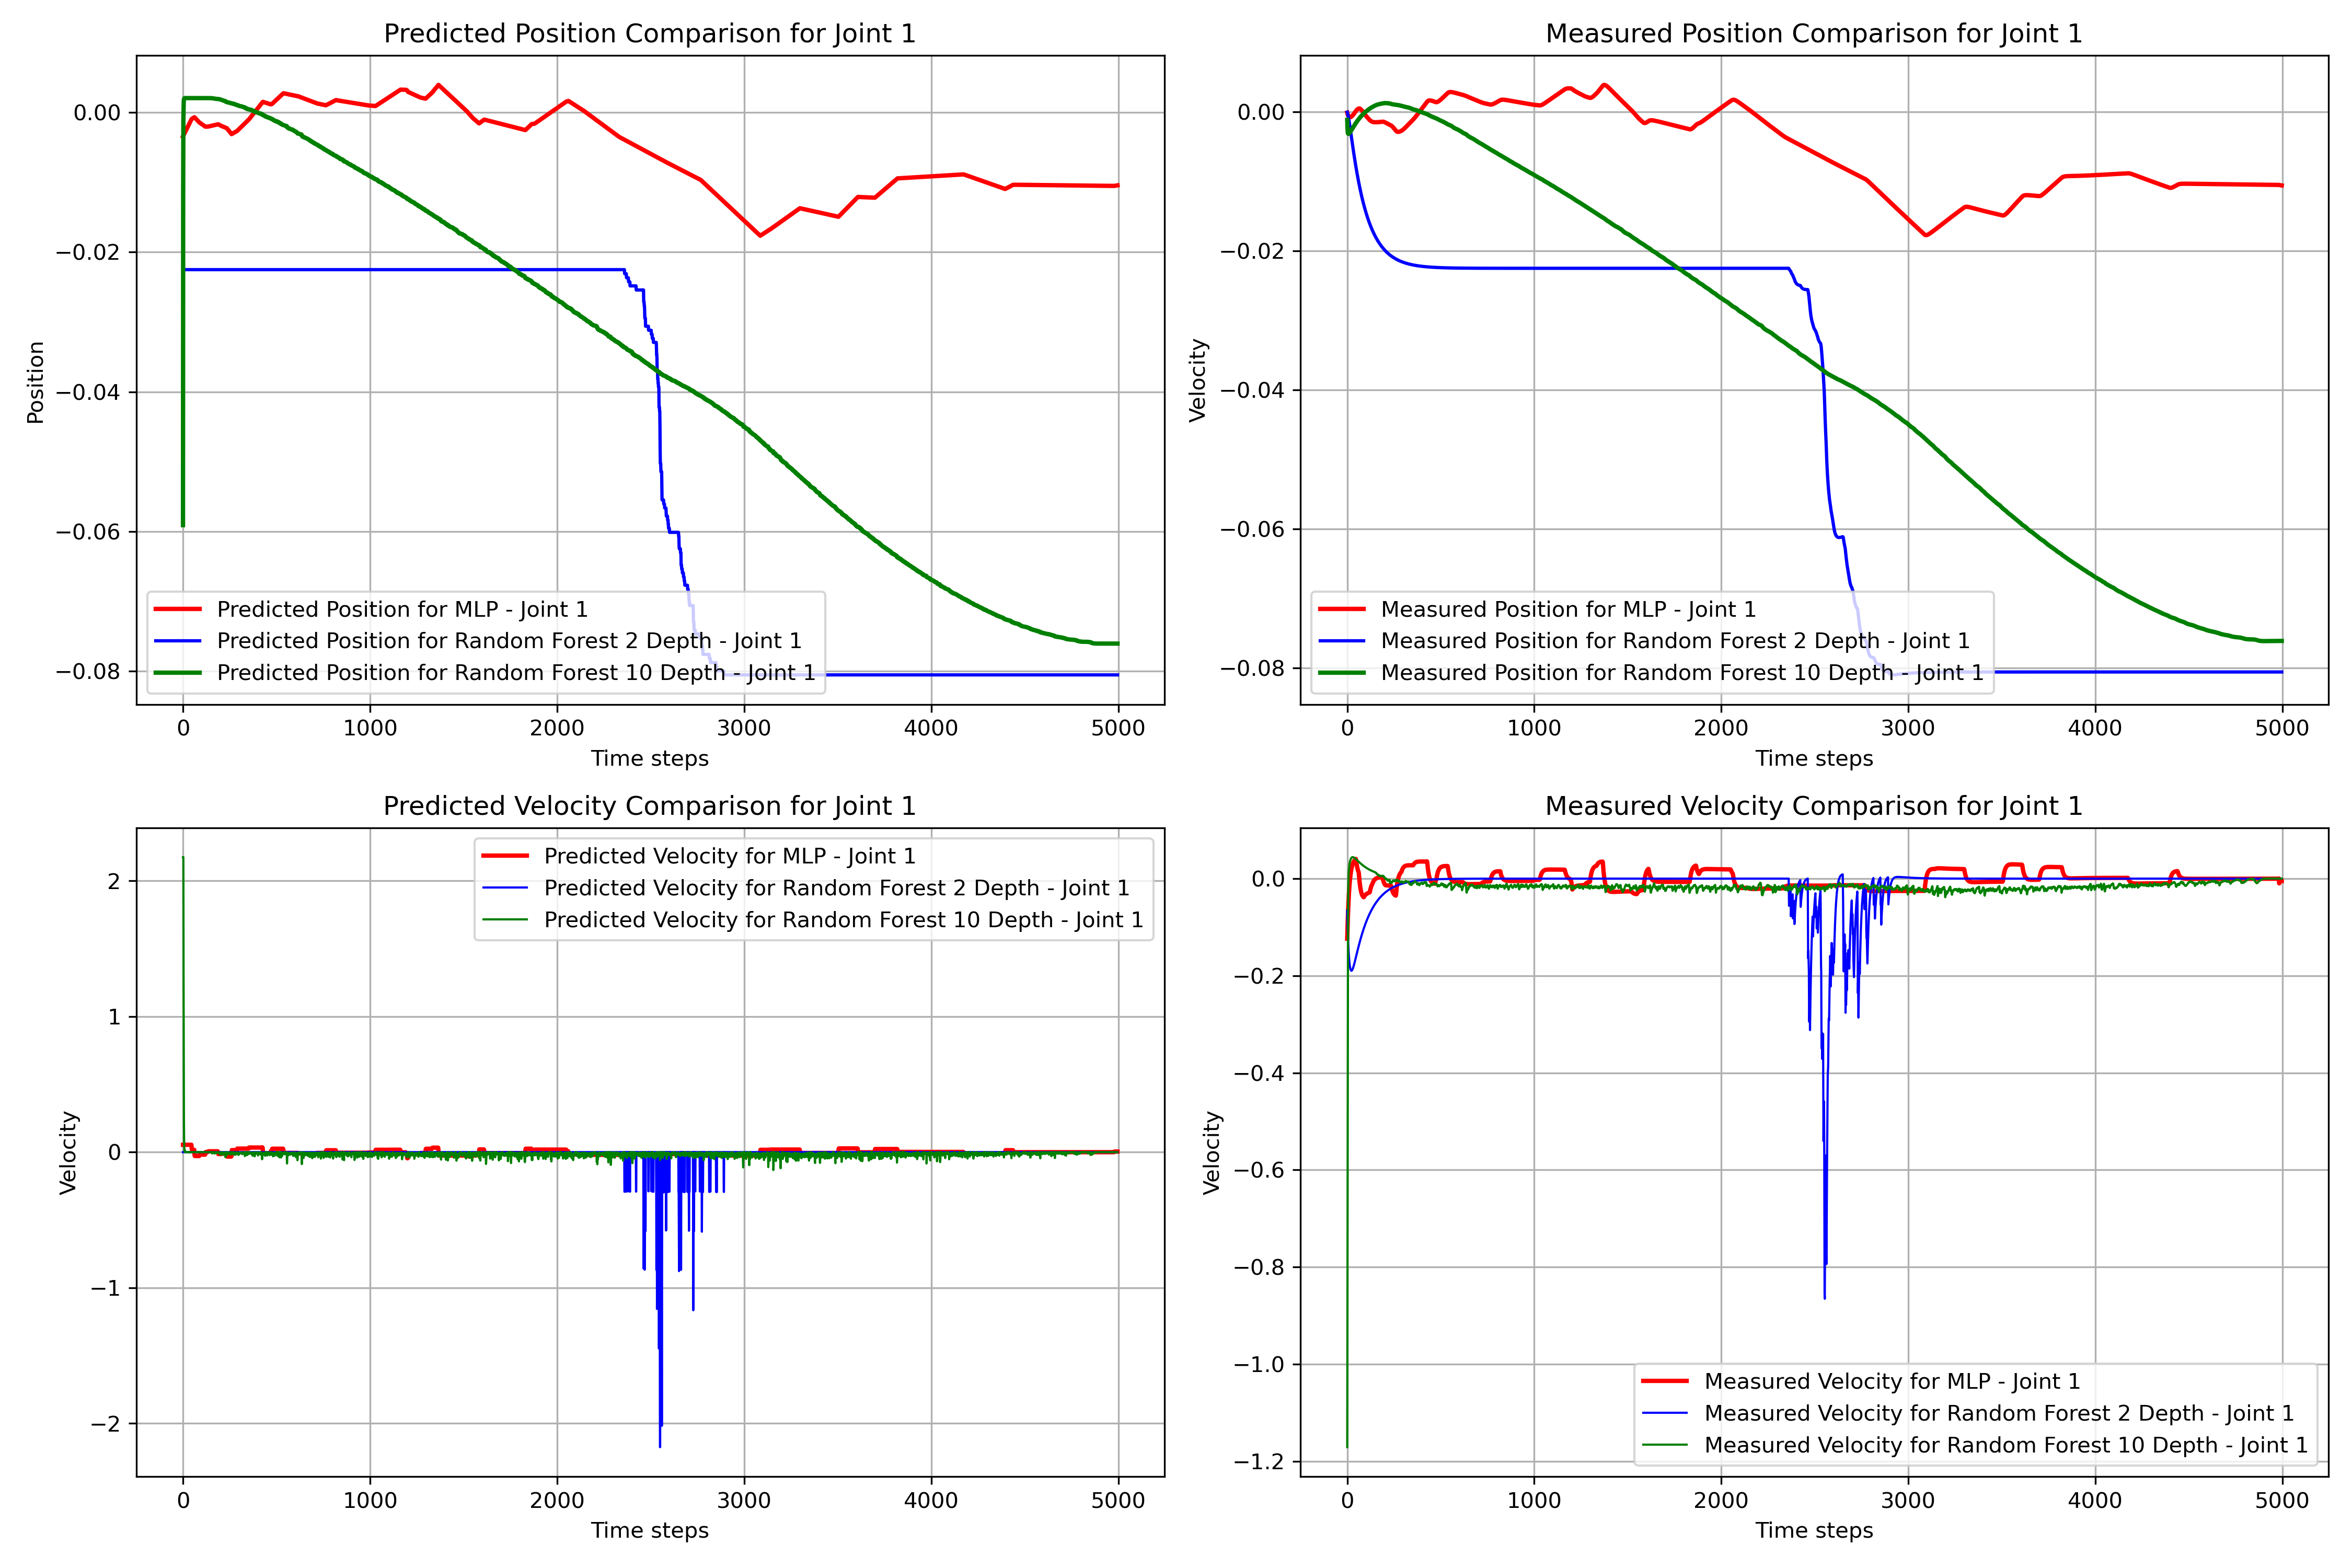 Predicted Position Comparison for Joint 1
0.00
−0.02
−0.04
−0.06
−0.08
Position
Predicted Position for MLP - Joint 1
Predicted Position for Random Forest 2 Depth - Joint 1
Predicted Position for Random Forest 10 Depth - Joint 1
0 1000 2000 3000 4000 5000
Time steps
Measured Position Comparison for Joint 1
0.00
−0.02
−0.04
−0.06
−0.08
Velocity
Measured Position for MLP - Joint 1
Measured Position for Random Forest 2 Depth - Joint 1
Measured Position for Random Forest 10 Depth - Joint 1
0 1000 2000 3000 4000 5000
Time steps
Predicted Velocity Comparison for Joint 1
2
1
0
−1
−2
Velocity
Predicted Velocity for MLP - Joint 1
Predicted Velocity for Random Forest 2 Depth - Joint 1
Predicted Velocity for Random Forest 10 Depth - Joint 1
0 1000 2000 3000 4000 5000
Time steps
Measured Velocity Comparison for Joint 1
0.0
−0.2
−0.4
−0.6
−0.8
−1.0
−1.2
Velocity
Measured Velocity for MLP - Joint 1
Measured Velocity for Random Forest 2 Depth - Joint 1
Measured Velocity for Random Forest 10 Depth - Joint 1
0 1000 2000 3000 4000 5000
Time steps